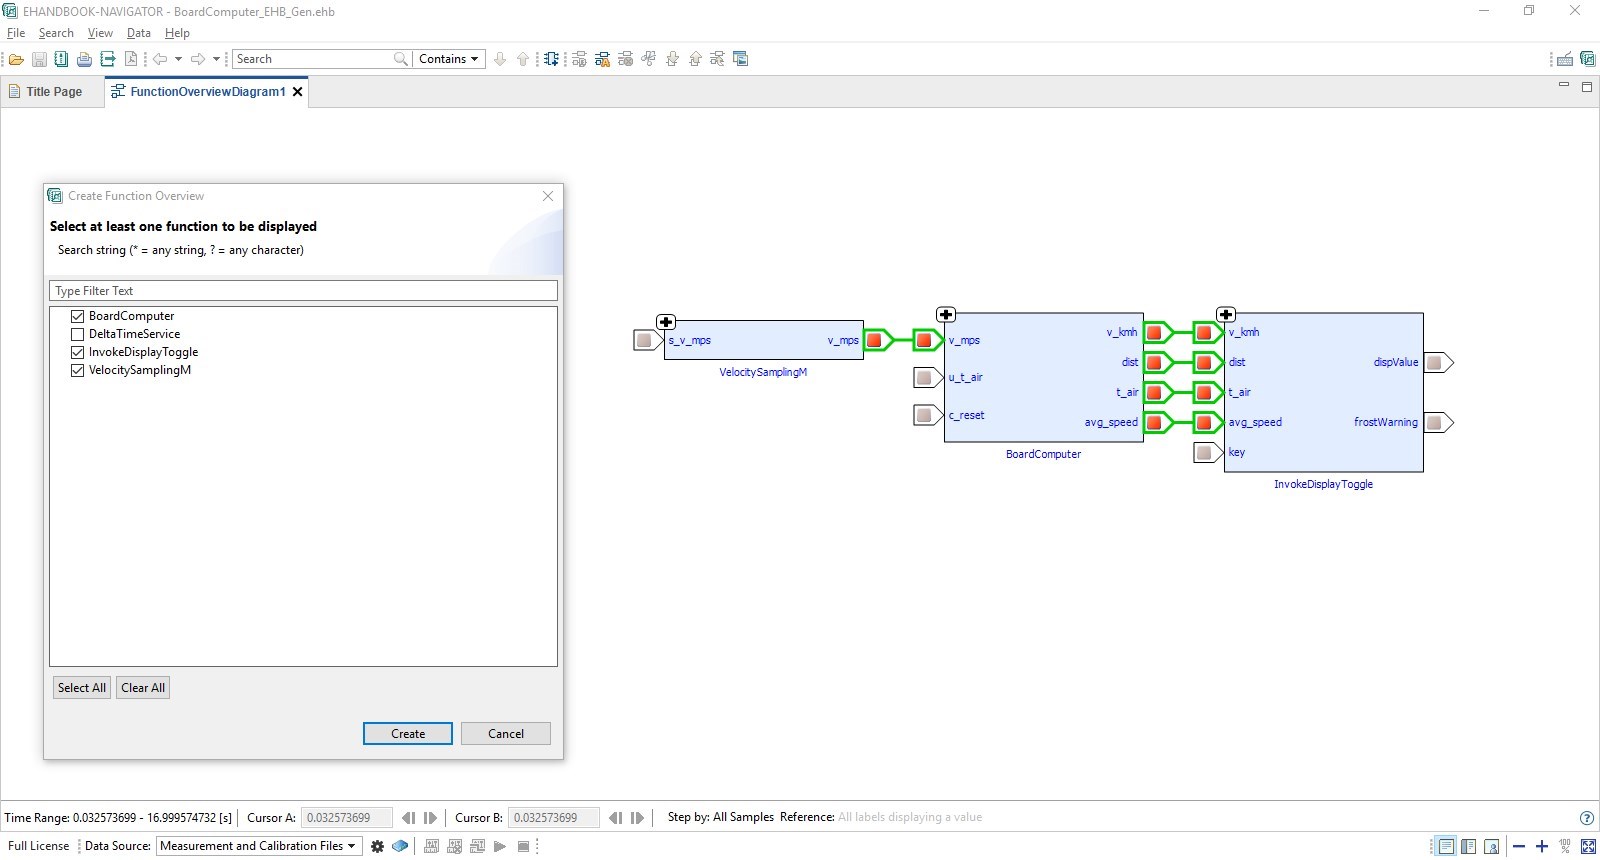 EHANDBOOK-NAVIGATOR - BoardComputer_EHB_Gen.ehb
File Search View Data Help
Search Contains
Title Page FunctionOverviewDiagram1
Create Function Overview
Select at least one function to be displayed
Search string (* = any string, ? = any character)
Type Filter Text
BoardComputer
DeltaTimeService
InvokeDisplayToggle
VelocitySamplingM
Select All Clear All
Create Cancel
s_v_mps v_mps
VelocitySamplingM
v_mps
u_t_air
c_reset
v_kmh
dist
t_air
avg_speed
BoardComputer
v_kmh
dist
t_air
avg_speed
key
dispValue
frostWarning
InvokeDisplayToggle
Time Range: 0.032573699 - 16.999574732 [s] Cursor A: 0.032573699 Cursor B: 0.032573699 Step by: All Samples Reference: All labels displaying a value
Full License Data Source: Measurement and Calibration Files 100 %